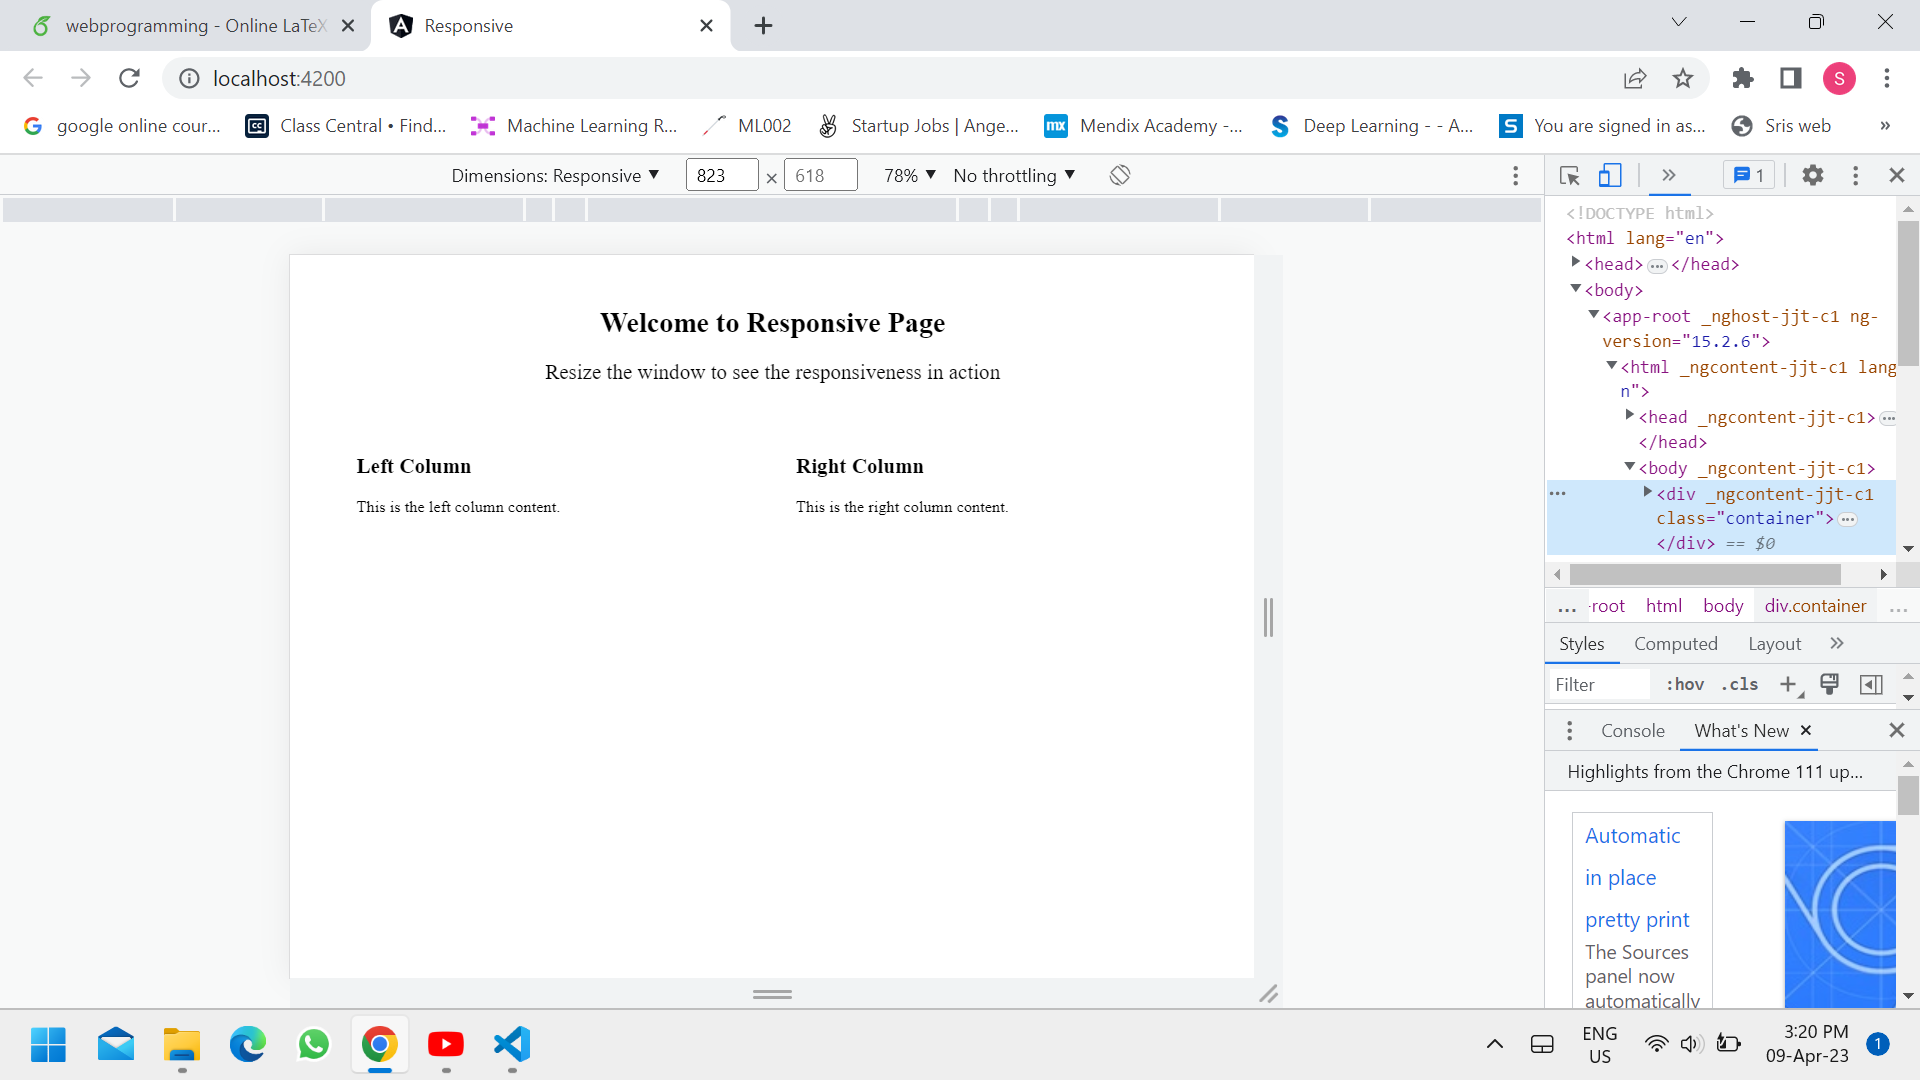 webprogramming - Online LaTeX
Responsive
localhost:4200
S
google online cour...
Class Central • Find...
Machine Learning R...
ML002
Startup Jobs | Ange...
mx
Mendix Academy -...
Deep Learning - - A...
You are signed in as...
Sris web
Dimensions: Responsive 823 × 618 78% No throttling
1
Welcome to Responsive Page
Resize the window to see the responsiveness in action
Left Column
This is the left column content.
Right Column
This is the right column content.
<!DOCTYPE html>
<html lang="en">
<head> ... </head>
<body>
<app-root _nghost-jjt-c1 ng-
version="15.2.6">
<html _ngcontent-jjt-c1 lang
n">
<head _ngcontent-jjt-c1> ...
</head>
<body _ngcontent-jjt-c1>
... <div _ngcontent-jjt-c1
class="container"> ...
</div> == $0
... -root html body div.container ...
Styles Computed Layout
Filter :hov .cls
Console What's New
Highlights from the Chrome 111 up...
Automatic
in place
pretty print
The Sources
panel now
automatically
ENG
US
3:20 PM
09-Apr-23
1